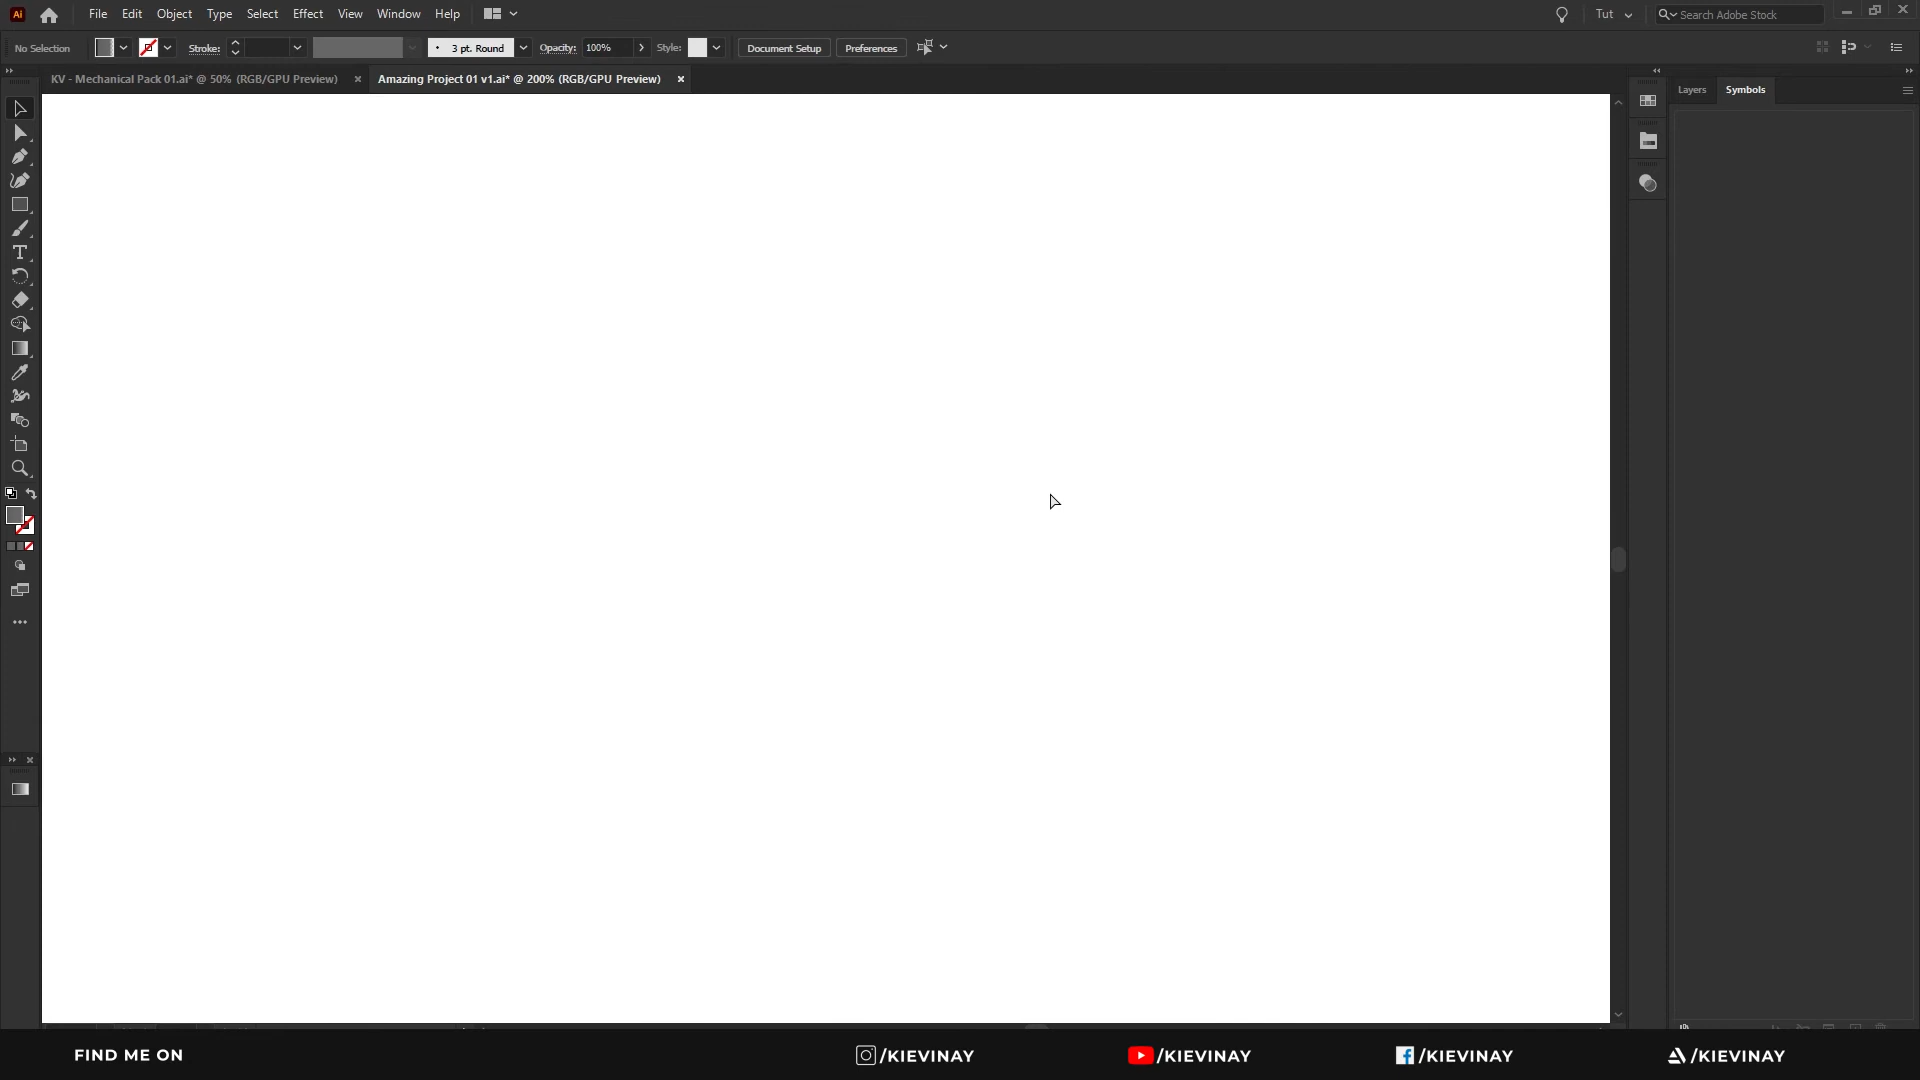 Ai File Edit Object Type Select Effect View Window Help Tut Search Adobe Stock
No Selection Stroke: 3 pt. Round Opacity: 100% Style: Document Setup Preferences
KV - Mechanical Pack 01.ai* @ 50% (RGB/GPU Preview) Amazing Project 01 v1.ai* @ 200% (RGB/GPU Preview)
Layers Symbols
FIND ME ON /KIEVINAY /KIEVINAY /KIEVINAY /KIEVINAY